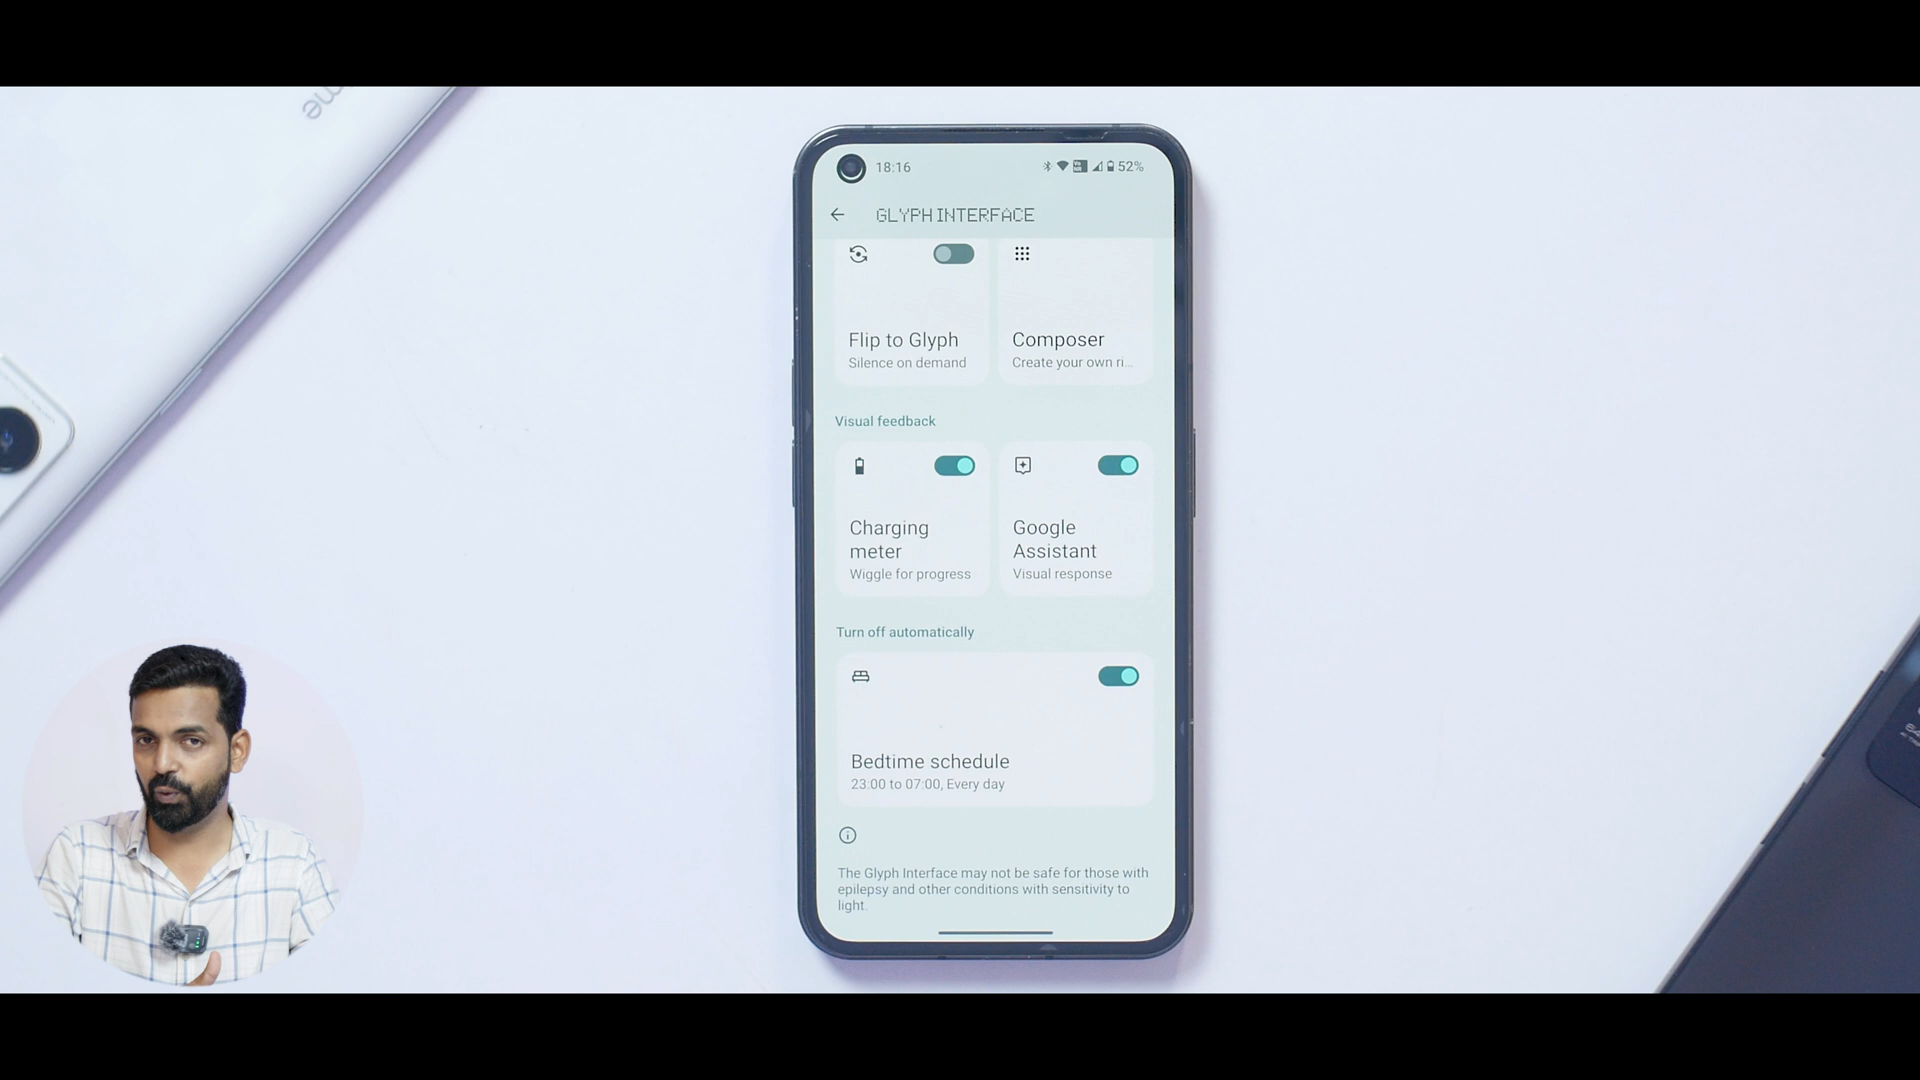 18:16
52%
GLYPH INTERFACE
Flip to Glyph
Silence on demand
Composer
Create your own ri...
Visual feedback
Charging
meter
Wiggle for progress
Google
Assistant
Visual response
Turn off automatically
Bedtime schedule
23:00 to 07:00, Every day
The Glyph Interface may not be safe for those with
epilepsy and other conditions with sensitivity to
light.